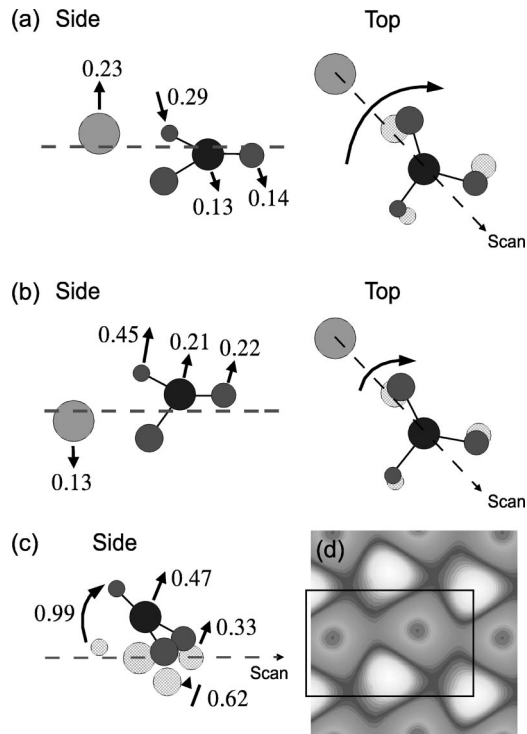 (a) Side Top
0.23
0.29
0.13
0.14
Scan
(b) Side Top
0.45
0.21
0.22
0.13
Scan
(c) Side
(d)
0.47
0.99
0.33
Scan
0.62